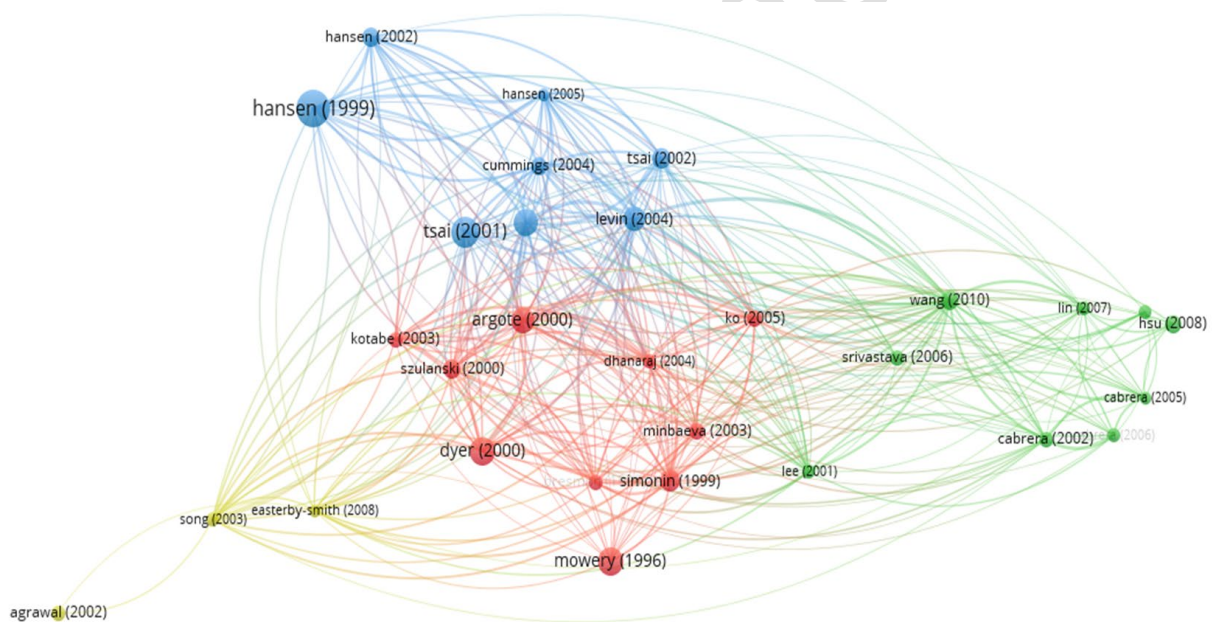 hansen (2002)
hansen (1999)
hansen (2005)
cummings (2004)
tsai (2002)
tsai (2001)
levin (2004)
wang (2010)
lin (2007)
hsu (2008)
argote (2000)
ko (2005)
kotabe (2003)
szulanski (2000)
dhanaraj (2004)
srivastava (2006)
cabrera (2005)
minbaeva (2003)
cabrera (2002)
(2006)
dyer (2000)
lee (2001)
simonin (1999)
song (2003)
easterby-smith (2008)
mowery (1996)
agrawal (2002)